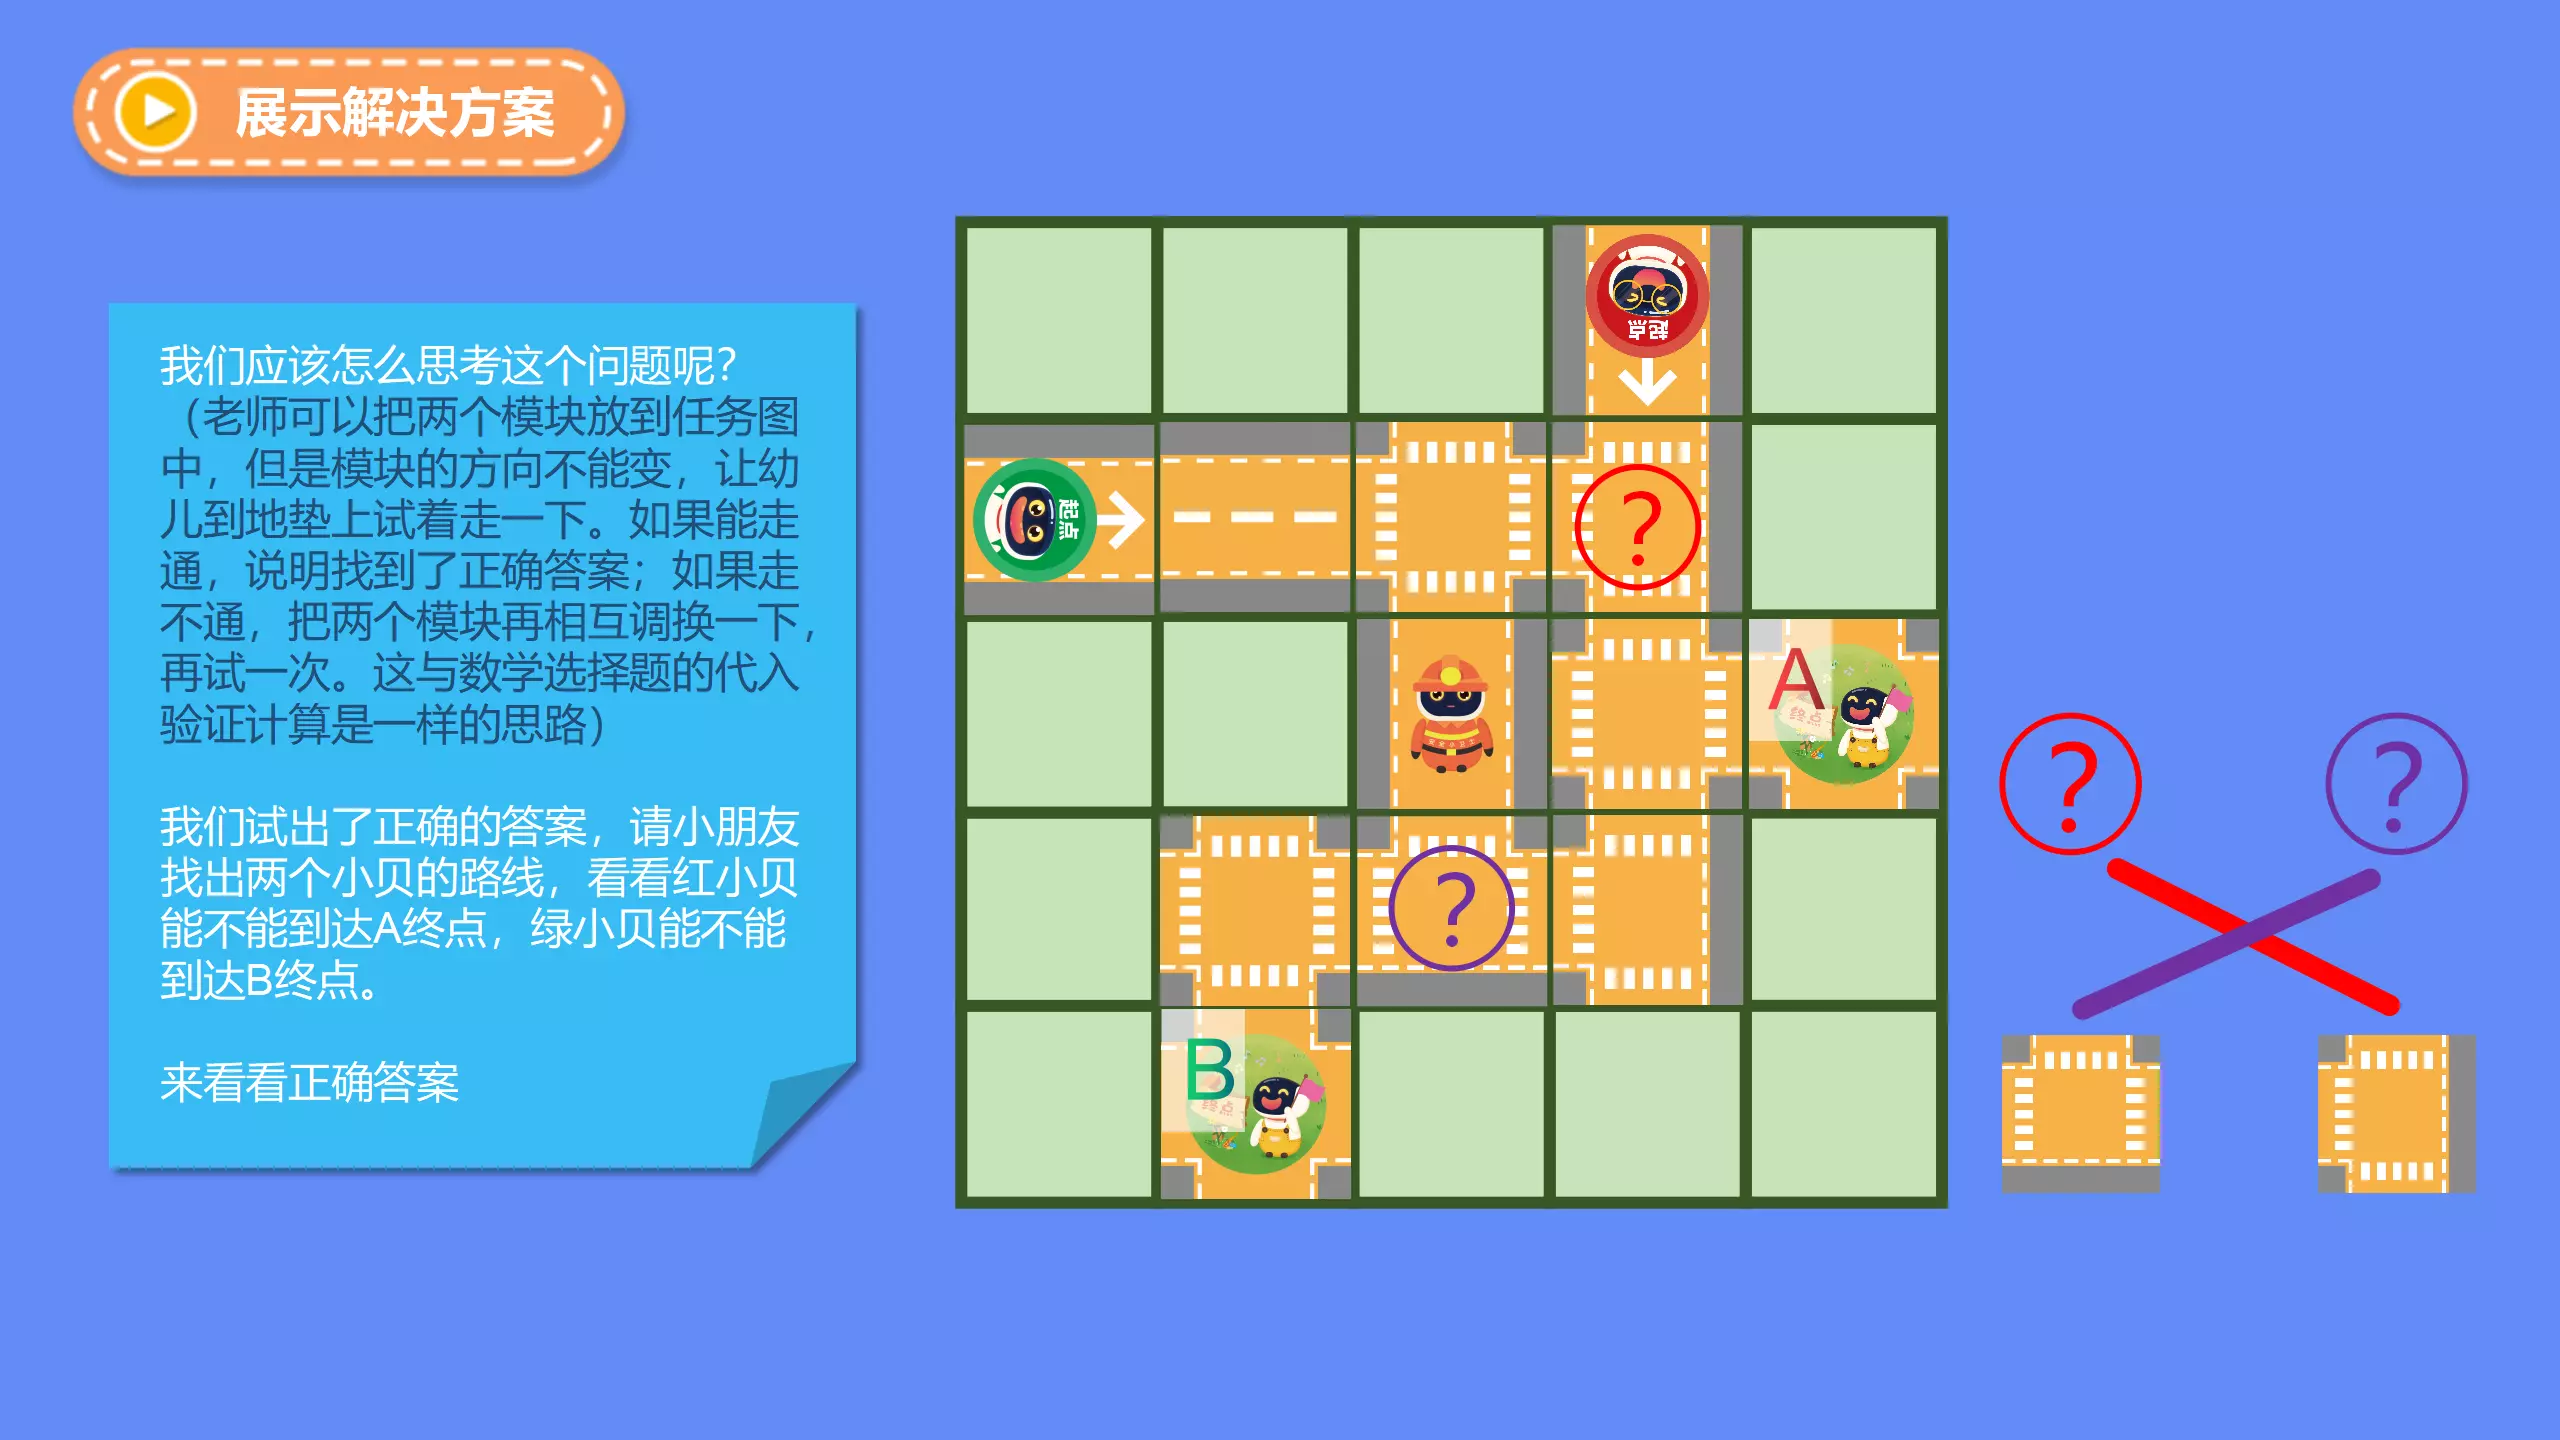 展示解决方案
我们应该怎么思考这个问题呢？
（老师可以把两个模块放到任务图
中，但是模块的方向不能变，让幼
儿到地垫上试着走一下。如果能走
通，说明找到了正确答案；如果走
不通，把两个模块再相互调换一下，
再试一次。这与数学选择题的代入
验证计算是一样的思路）
我们试出了正确的答案，请小朋友
找出两个小贝的路线，看看红小贝
能不能到达A终点，绿小贝能不能
到达B终点。
来看看正确答案
起点
起点
?
A
终点
?
B
终点
?
?